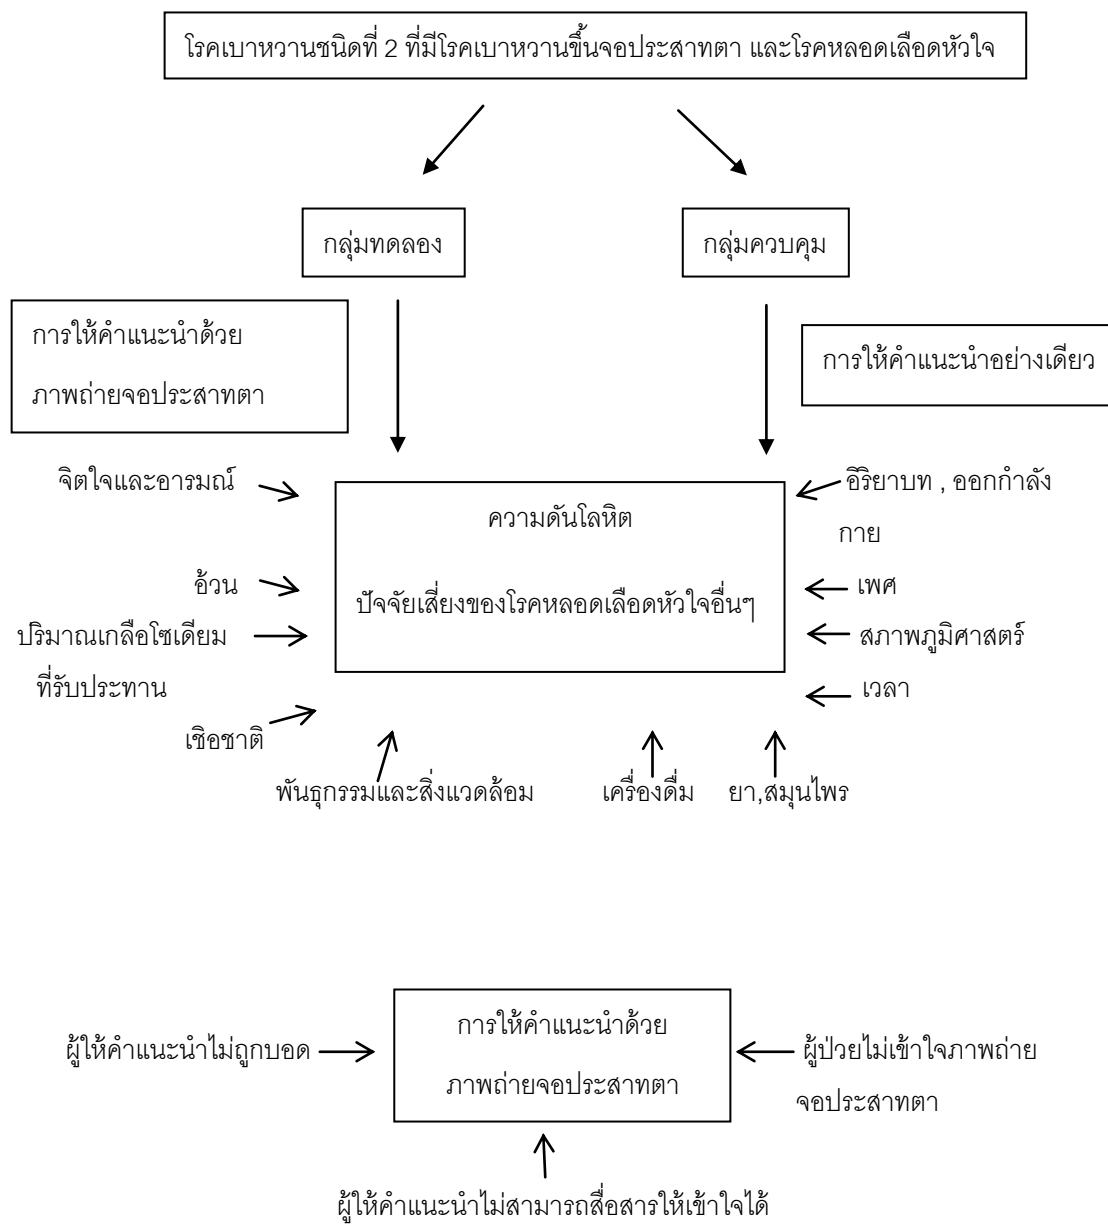 โรคเบาหวานชนิดที่ 2 ที่มีโรคเบาหวานขึ้นจอประสาทตา และโรคหลอดเลือดหัวใจ
กลุ่มทดลอง
กลุ่มควบคุม
การให้คำแนะนำด้วย
ภาพถ่ายจอประสาทตา
การให้คำแนะนำอย่างเดียว
จิตใจและอารมณ์
ความดันโลหิต
ปัจจัยเสี่ยงของโรคหลอดเลือดหัวใจอื่นๆ
อิริยาบท , ออกกำลัง
กาย
อ้วน
เพศ
ปริมาณเกลือโซเดียม
ที่รับประทาน
สภาพภูมิศาสตร์
เวลา
เชิอชาติ
พันธุกรรมและสิ่งแวดล้อม
เครื่องดื่ม
ยา,สมุนไพร
การให้คำแนะนำด้วย
ภาพถ่ายจอประสาทตา
ผู้ให้คำแนะนำไม่ถูกบอด
ผู้ป่วยไม่เข้าใจภาพถ่าย
จอประสาทตา
ผู้ให้คำแนะนำไม่สามารถสื่อสารให้เข้าใจได้